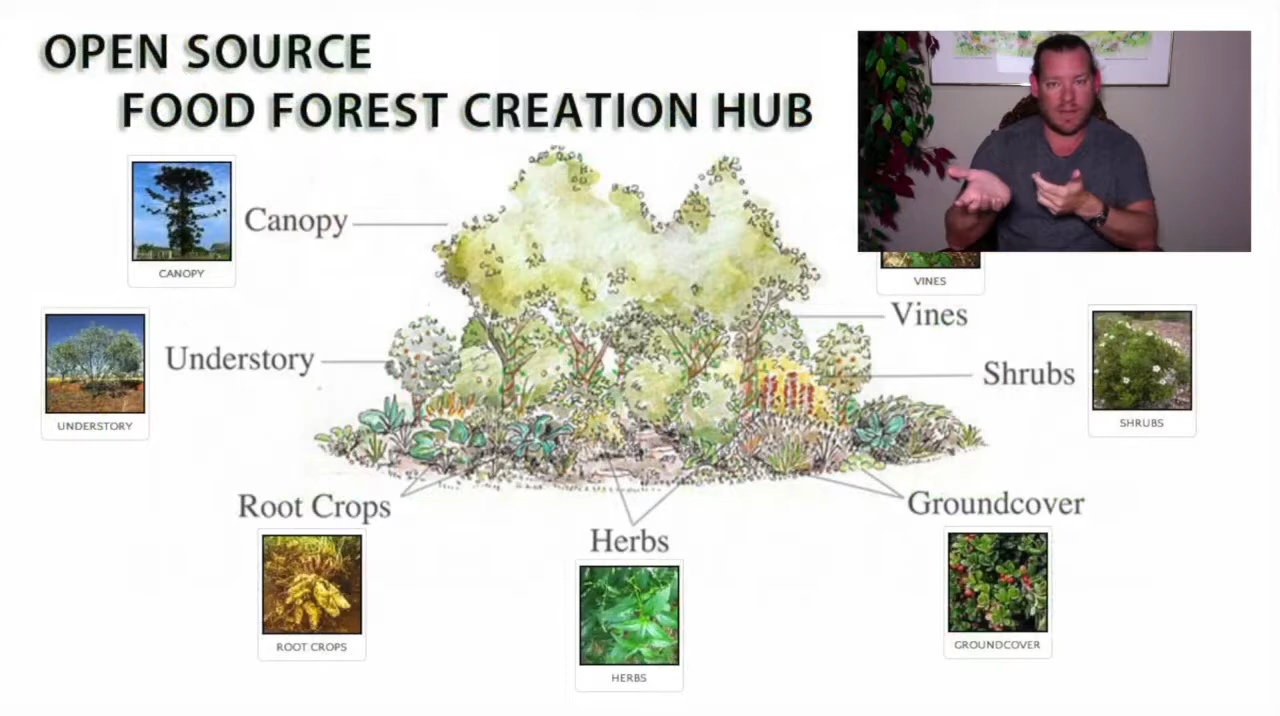 OPEN SOURCE
FOOD FOREST CREATION HUB
Canopy
CANOPY
VINES
Vines
Understory
UNDERSTORY
Shrubs
SHRUBS
Root Crops
ROOT CROPS
Herbs
HERBS
Groundcover
GROUNDCOVER